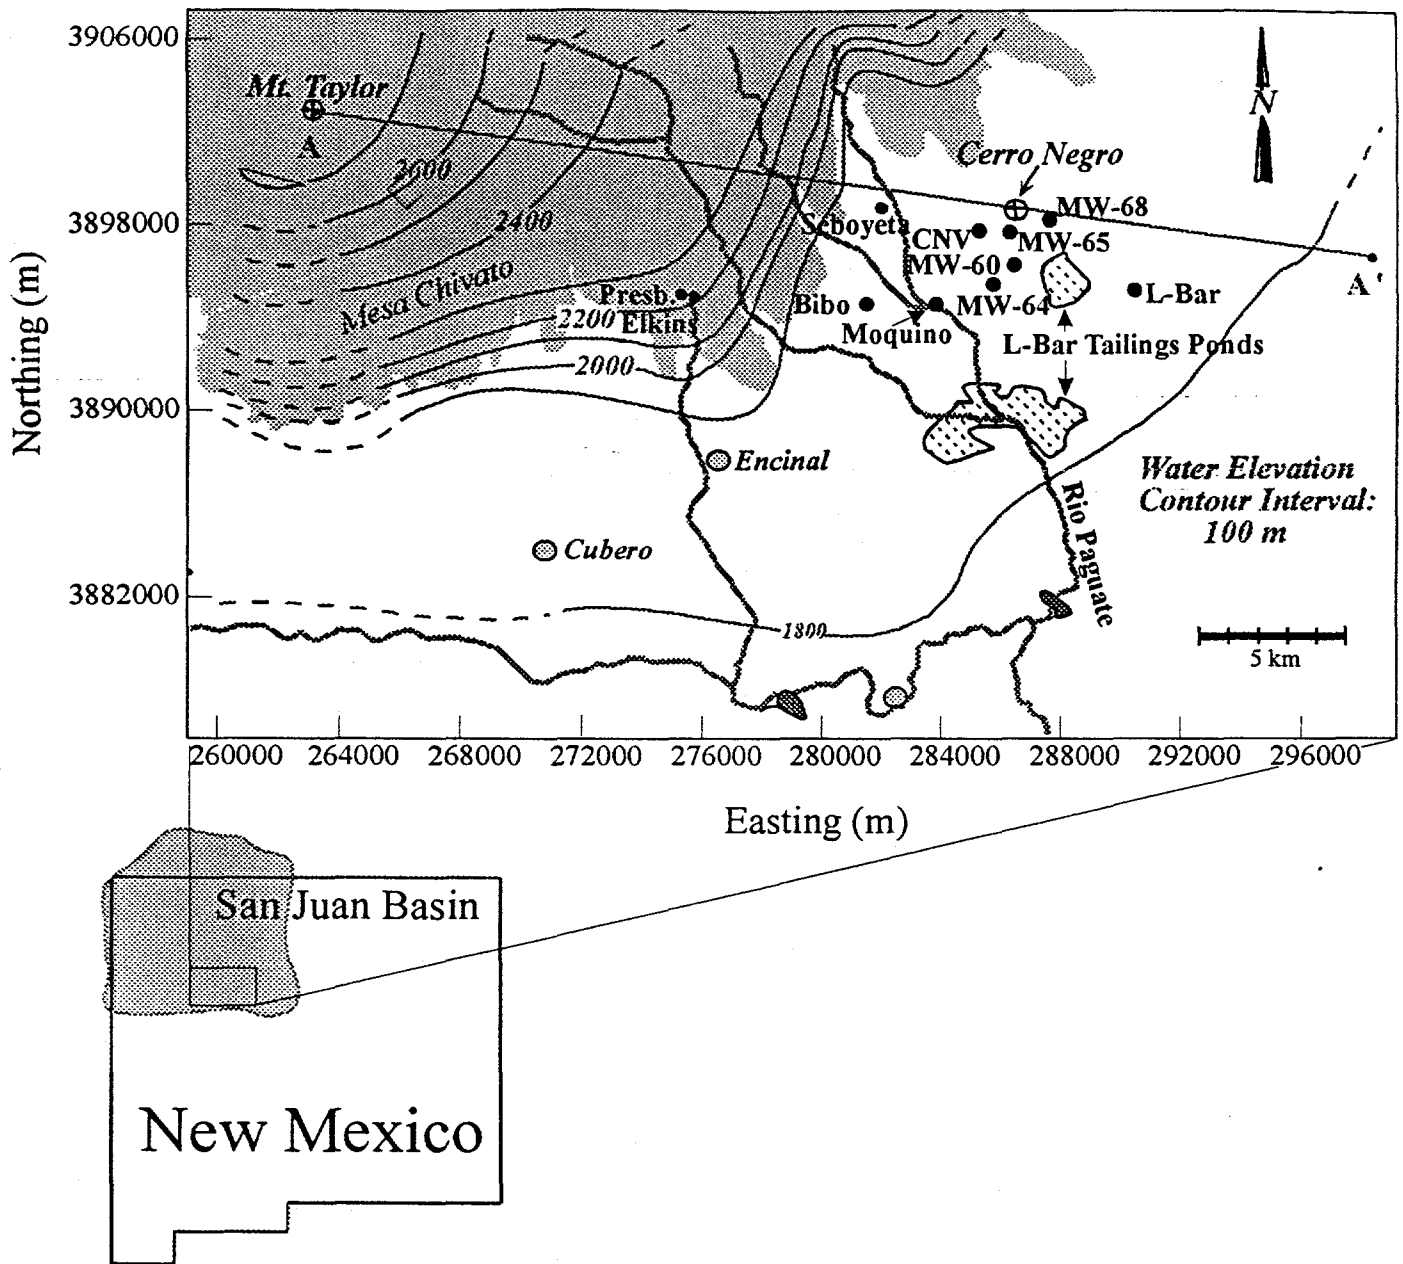 3906000
3898000
3890000
3882000
Northing (m)
Mt. Taylor
A
2600
2400
Mesa Chivato
Presb.
Elkins
2200
2000
1800
Seboyeta
Cerro Negro
N
MW-68
CNV
MW-65
MW-60
MW-64
Bibo
Moquino
L-Bar
A'
L-Bar Tailings Ponds
Encinal
Cubero
Rio Paguate
Water Elevation
Contour Interval:
100 m
5 km
260000 264000 268000 272000 276000 280000 284000 288000 292000 296000
Easting (m)
San Juan Basin
New Mexico